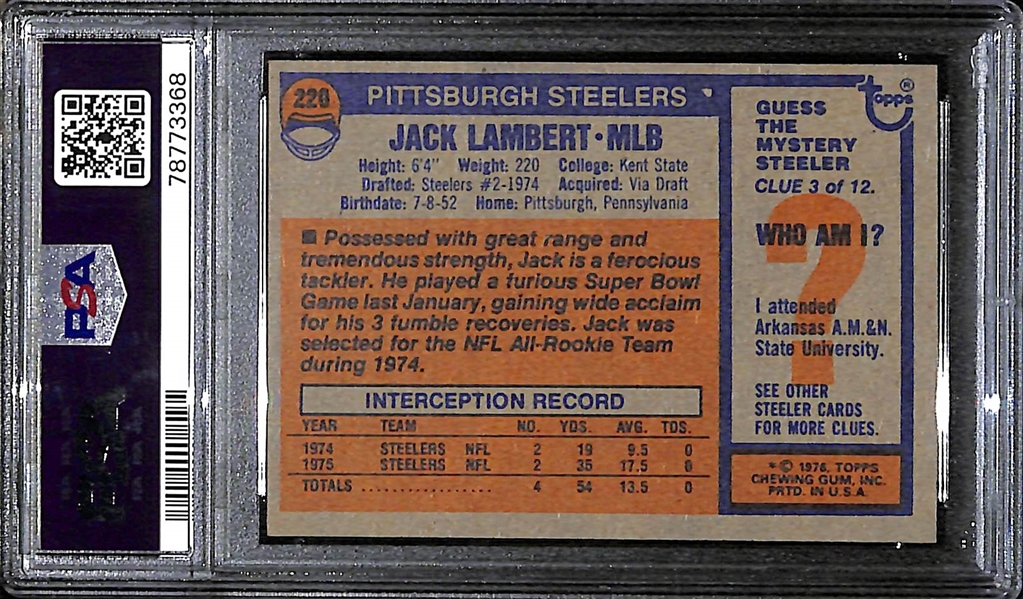 PSA
78773368
220
PITTSBURGH STEELERS
JACK LAMBERT • MLB
Height: 6'4" Weight: 220 College: Kent State
Drafted: Steelers #2-1974 Acquired: Via Draft
Birthdate: 7-8-52 Home: Pittsburgh, Pennsylvania
■ Possessed with great range and
tremendous strength, Jack is a ferocious
tackler. He played a furious Super Bowl
Game last January, gaining wide acclaim
for his 3 fumble recoveries. Jack was
selected for the NFL All-Rookie Team
during 1974.
INTERCEPTION RECORD
YEAR TEAM NO. YDS. AVG. TDS.
1974 STEELERS NFL 2 19 9.5 0
1975 STEELERS NFL 2 35 17.5 0
TOTALS .................... 4 54 13.5 0
topps ®
GUESS
THE
MYSTERY
STEELER
CLUE 3 of 12.
?
WHO AM I?
I attended
Arkansas A.M.&N.
State University.
SEE OTHER
STEELER CARDS
FOR MORE CLUES.
* © 1976, TOPPS
CHEWING GUM, INC.
PRTD. IN U.S.A.